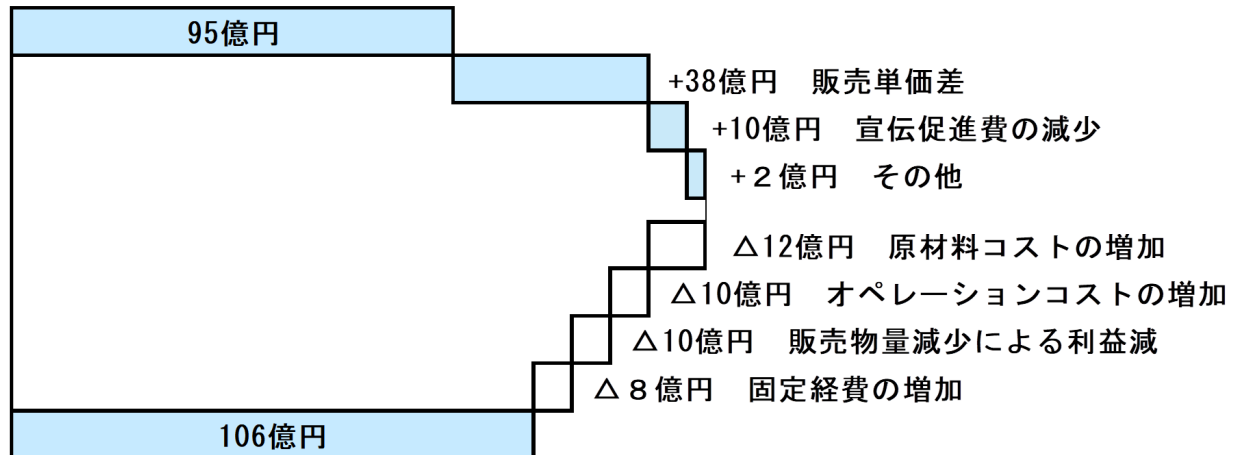 95億円
+38億円　販売単価差
+10億円　宣伝促進費の減少
+２億円　その他
△12億円　原材料コストの増加
△10億円　オペレーションコストの増加
△10億円　販売物量減少による利益減
△８億円　固定経費の増加
106億円